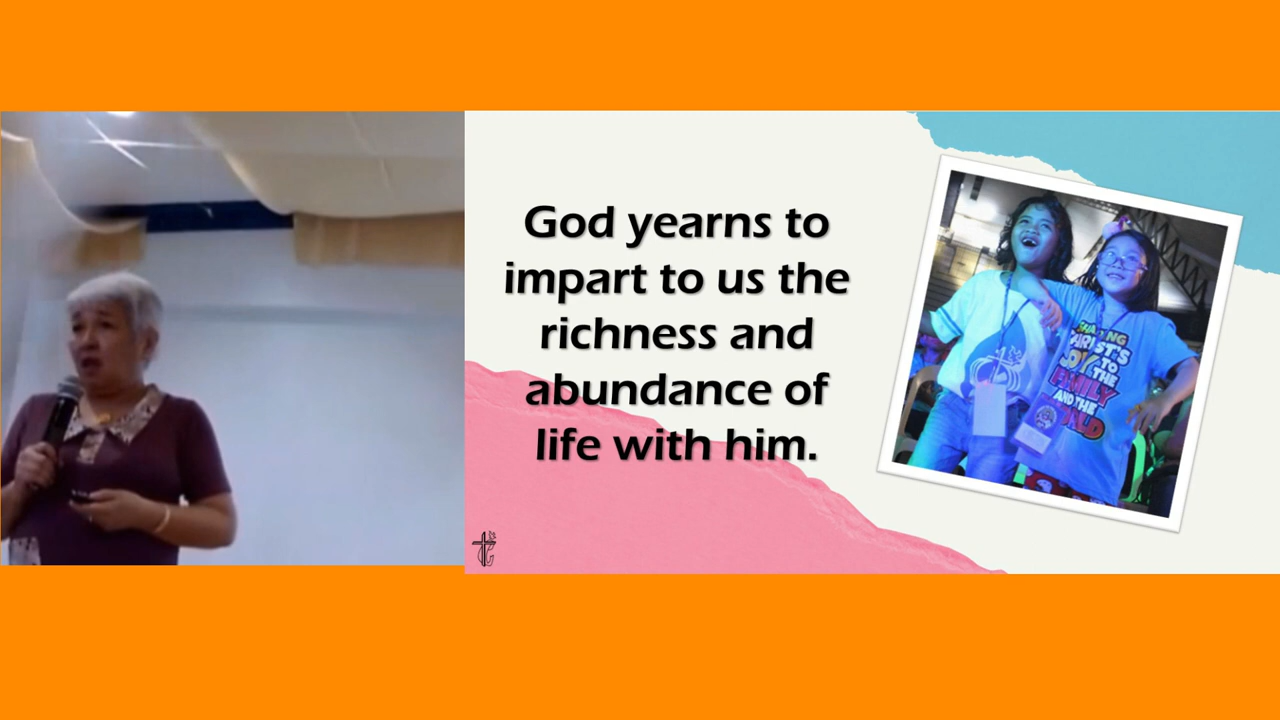 God yearns to
impart to us the
richness and
abundance of
life with him.
SHARING
CHRIST'S
JOY TO
THE
FAMILY
AND THE
WORLD